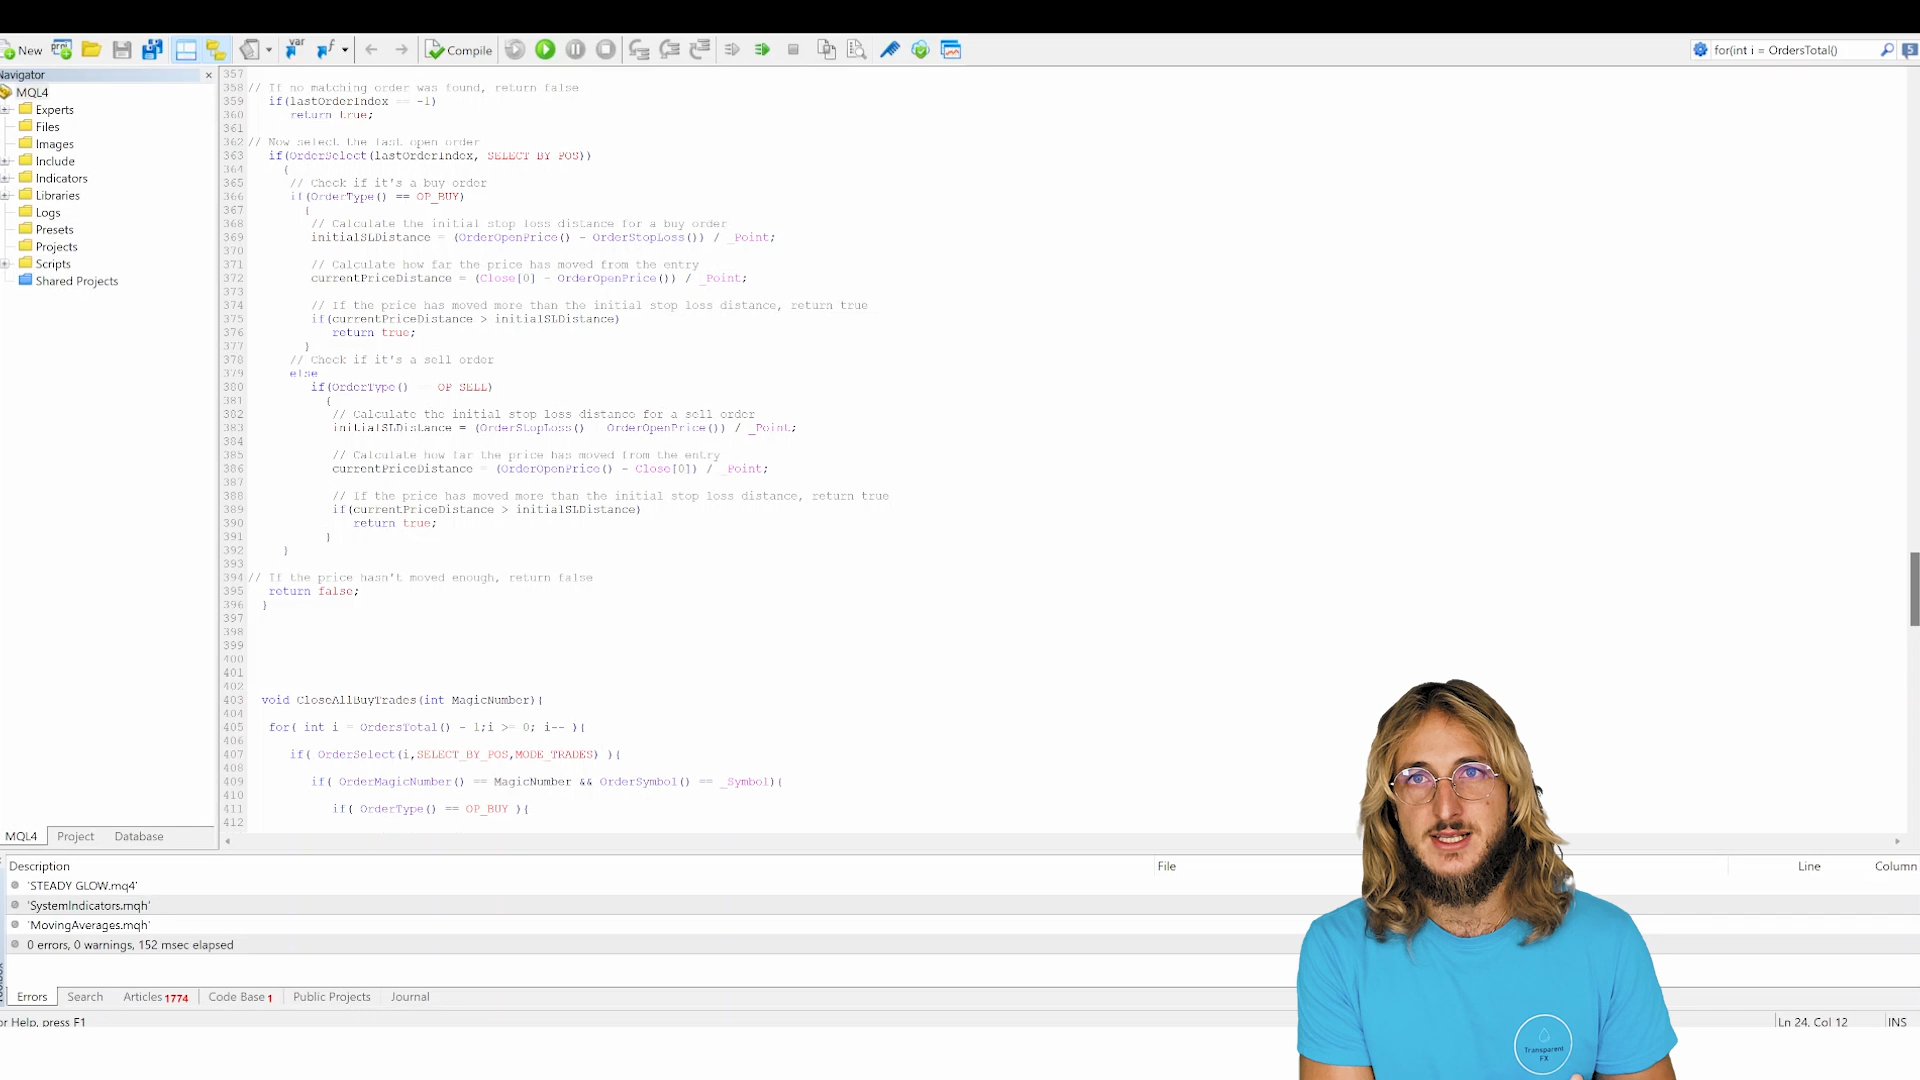 New
Compile
for(int i = OrdersTotal()
5
Navigator
MQL4
Experts
Files
Images
Include
Indicators
Libraries
Logs
Presets
Projects
Scripts
Shared Projects
MQL4 Project Database
357
358 // If no matching order was found, return false
359 if(lastOrderIndex == -1)
360 return true;
361
362 // Now select the last open order
363 if(OrderSelect(lastOrderIndex, SELECT_BY_POS))
364 {
365 // Check if it's a buy order
366 if(OrderType() == OP_BUY)
367 {
368 // Calculate the initial stop loss distance for a buy order
369 initialSLDistance = (OrderOpenPrice() - OrderStopLoss()) / _Point;
370
371 // Calculate how far the price has moved from the entry
372 currentPriceDistance = (Close[0] - OrderOpenPrice()) / _Point;
373
374 // If the price has moved more than the initial stop loss distance, return true
375 if(currentPriceDistance > initialSLDistance)
376 return true;
377 }
378 // Check if it's a sell order
379 else
380 if(OrderType() == OP_SELL)
381 {
382 // Calculate the initial stop loss distance for a sell order
383 initialSLDistance = (OrderStopLoss() - OrderOpenPrice()) / _Point;
384
385 // Calculate how far the price has moved from the entry
386 currentPriceDistance = (OrderOpenPrice() - Close[0]) / _Point;
387
388 // If the price has moved more than the initial stop loss distance, return true
389 if(currentPriceDistance > initialSLDistance)
390 return true;
391 }
392 }
393
394 // If the price hasn't moved enough, return false
395 return false;
396 }
397
398
399
400
401
402
403 void CloseAllBuyTrades(int MagicNumber){
404
405 for( int i = OrdersTotal() - 1;i >= 0; i-- ){
406
407 if( OrderSelect(i,SELECT_BY_POS,MODE_TRADES) ){
408
409 if( OrderMagicNumber() == MagicNumber && OrderSymbol() == _Symbol){
410
411 if( OrderType() == OP_BUY ){
412
Description File Line Column
'STEADY GLOW.mq4'
'SystemIndicators.mqh'
'MovingAverages.mqh'
0 errors, 0 warnings, 152 msec elapsed
Errors Search Articles 1774 Code Base 1 Public Projects Journal
or Help, press F1
Ln 24, Col 12 INS
Transparent
FX